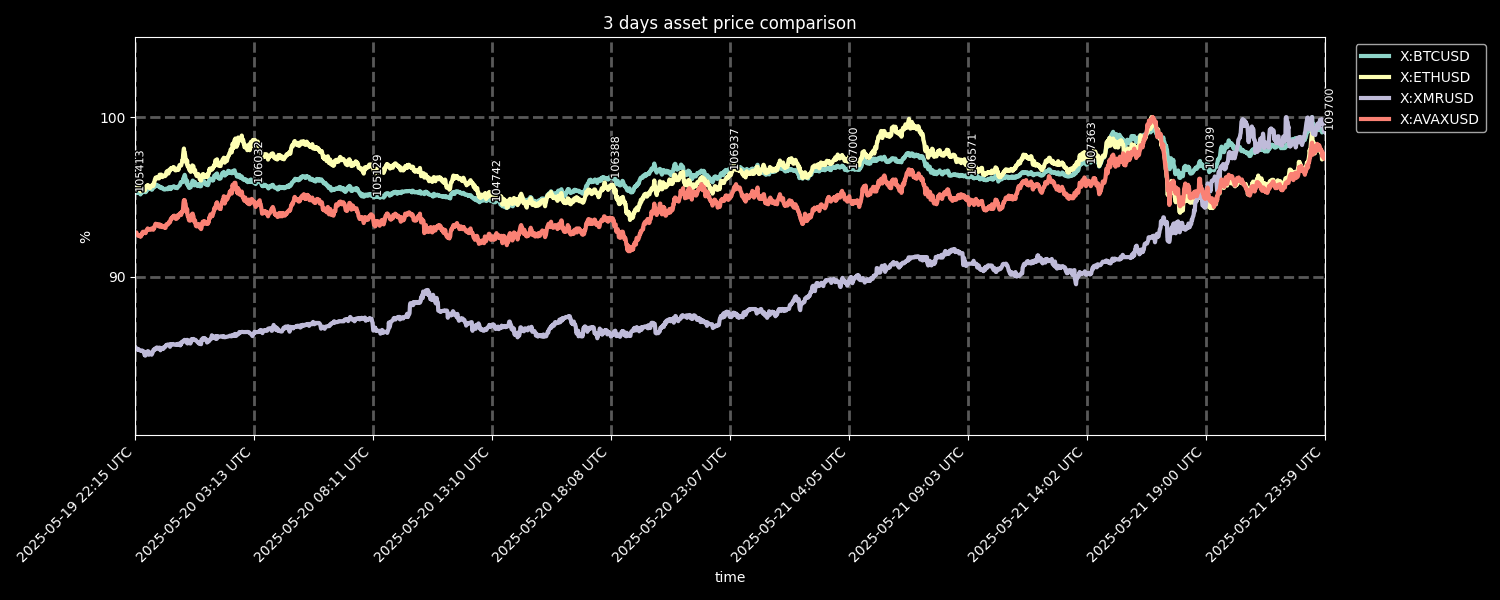 3 days asset price comparison
X:BTCUSD
X:ETHUSD
X:XMRUSD
X:AVAXUSD
100
90
%
105413
106032
105129
104742
106388
106937
107000
106571
107363
107039
109700
2025-05-19 22:15 UTC
2025-05-20 03:13 UTC
2025-05-20 08:11 UTC
2025-05-20 13:10 UTC
2025-05-20 18:08 UTC
2025-05-20 23:07 UTC
2025-05-21 04:05 UTC
2025-05-21 09:03 UTC
2025-05-21 14:02 UTC
2025-05-21 19:00 UTC
2025-05-21 23:59 UTC
time